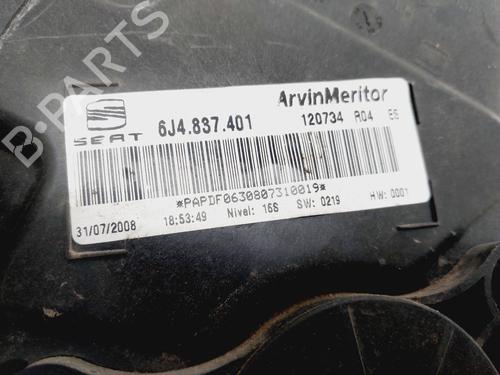 B-PARTS
SEAT
6J4.837.401
ArvinMeritor
120734 R04 ES
*PAPDF0630807310019*
31/07/2008 18:53:49 Nivel: 16S SW: 0219 HW: 0001